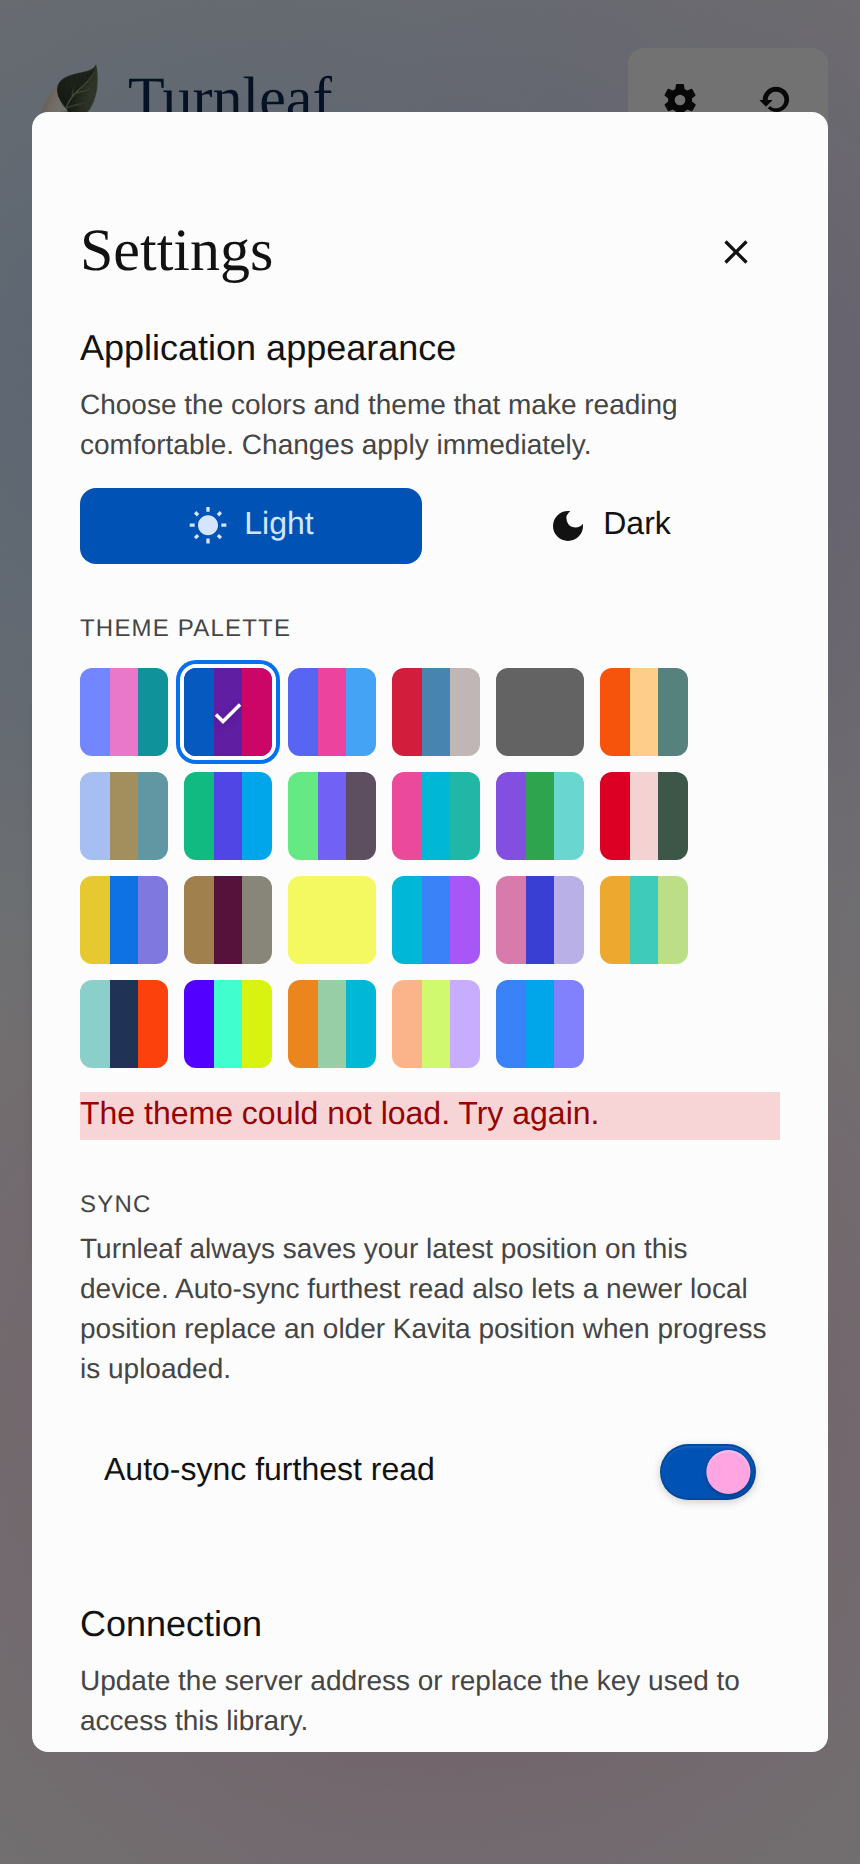 Turnleaf
Settings
Application appearance
Choose the colors and theme that make reading
comfortable. Changes apply immediately.
Light
Dark
THEME PALETTE
The theme could not load. Try again.
SYNC
Turnleaf always saves your latest position on this
device. Auto-sync furthest read also lets a newer local
position replace an older Kavita position when progress
is uploaded.
Auto-sync furthest read
Connection
Update the server address or replace the key used to
access this library.